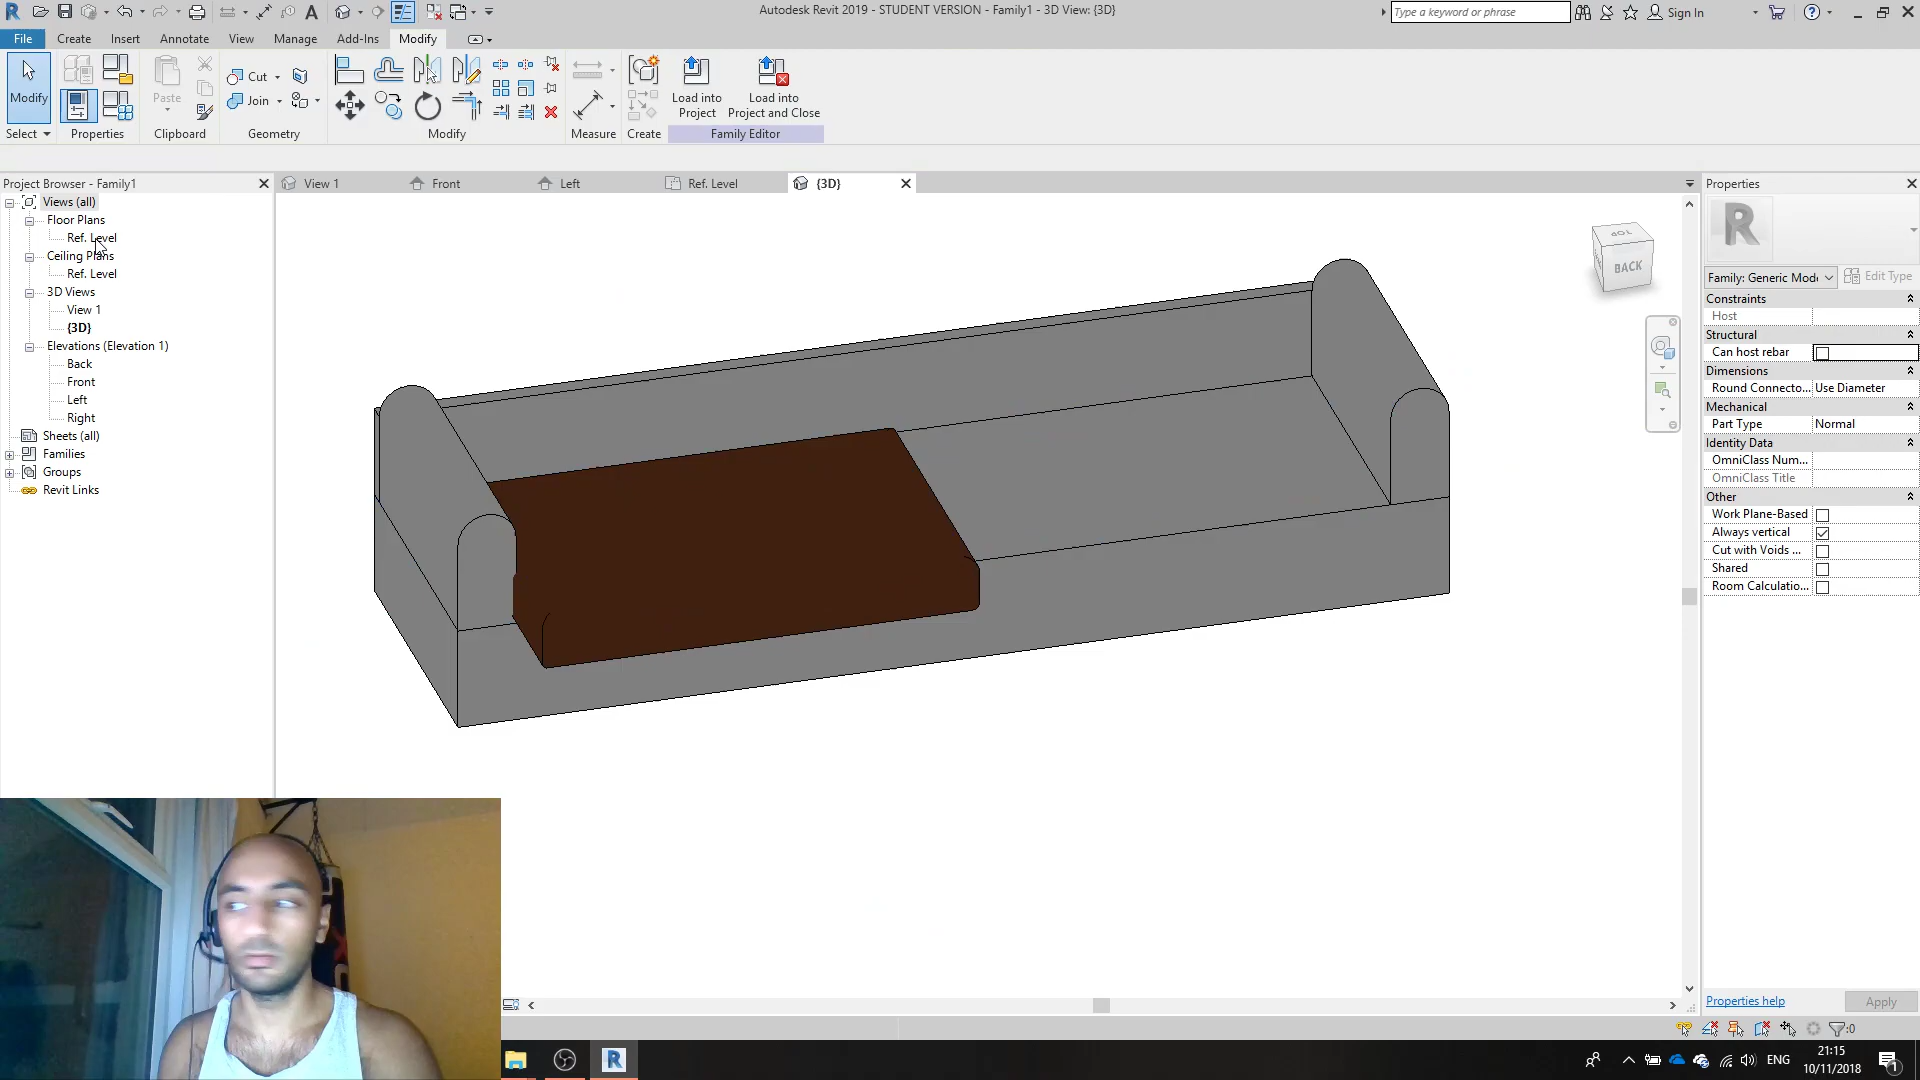 Autodesk Revit 2019 - STUDENT VERSION - Family1 - 3D View: {3D}
Type a keyword or phrase
Sign In
File Create Insert Annotate View Manage Add-Ins Modify
Modify
Paste
Cut
Join
Load into Project
Load into Project and Close
Select Properties Clipboard Geometry Modify Measure Create Family Editor
Project Browser - Family1
View 1 Front Left Ref. Level {3D}
Properties
Views (all)
Floor Plans
Ref. Level
Ceiling Plans
Ref. Level
3D Views
View 1
{3D}
Elevations (Elevation 1)
Back
Front
Left
Right
Sheets (all)
Families
Groups
Revit Links
TOP
BACK
Family: Generic Mode
Edit Type
Constraints
Host
Structural
Can host rebar
Dimensions
Round Connecto... Use Diameter
Mechanical
Part Type Normal
Identity Data
OmniClass Num...
OmniClass Title
Other
Work Plane-Based
Always vertical
Cut with Voids ...
Shared
Room Calculatio...
Properties help
Apply
:0
ENG
21:15
10/11/2018
1